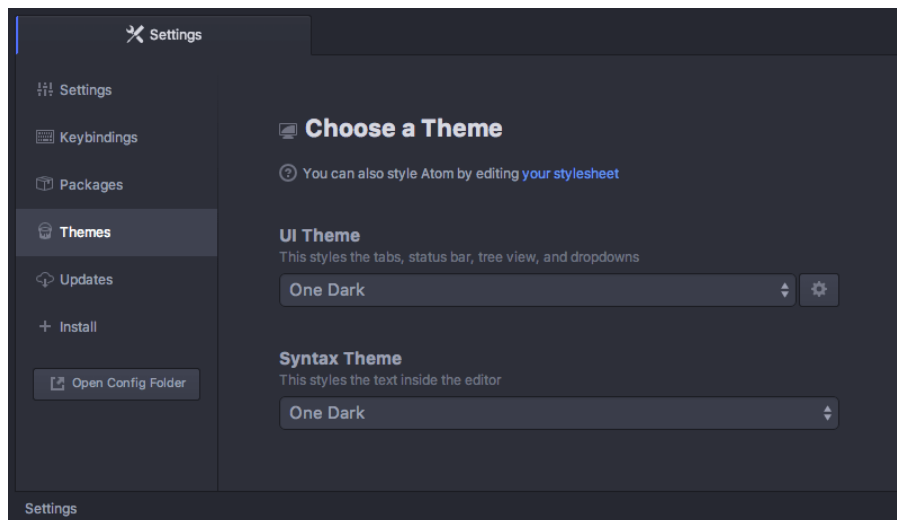 Settings
Settings
Keybindings
Packages
Themes
Updates
Install
Open Config Folder
Choose a Theme
You can also style Atom by editing your stylesheet
UI Theme
This styles the tabs, status bar, tree view, and dropdowns
One Dark
Syntax Theme
This styles the text inside the editor
One Dark
Settings